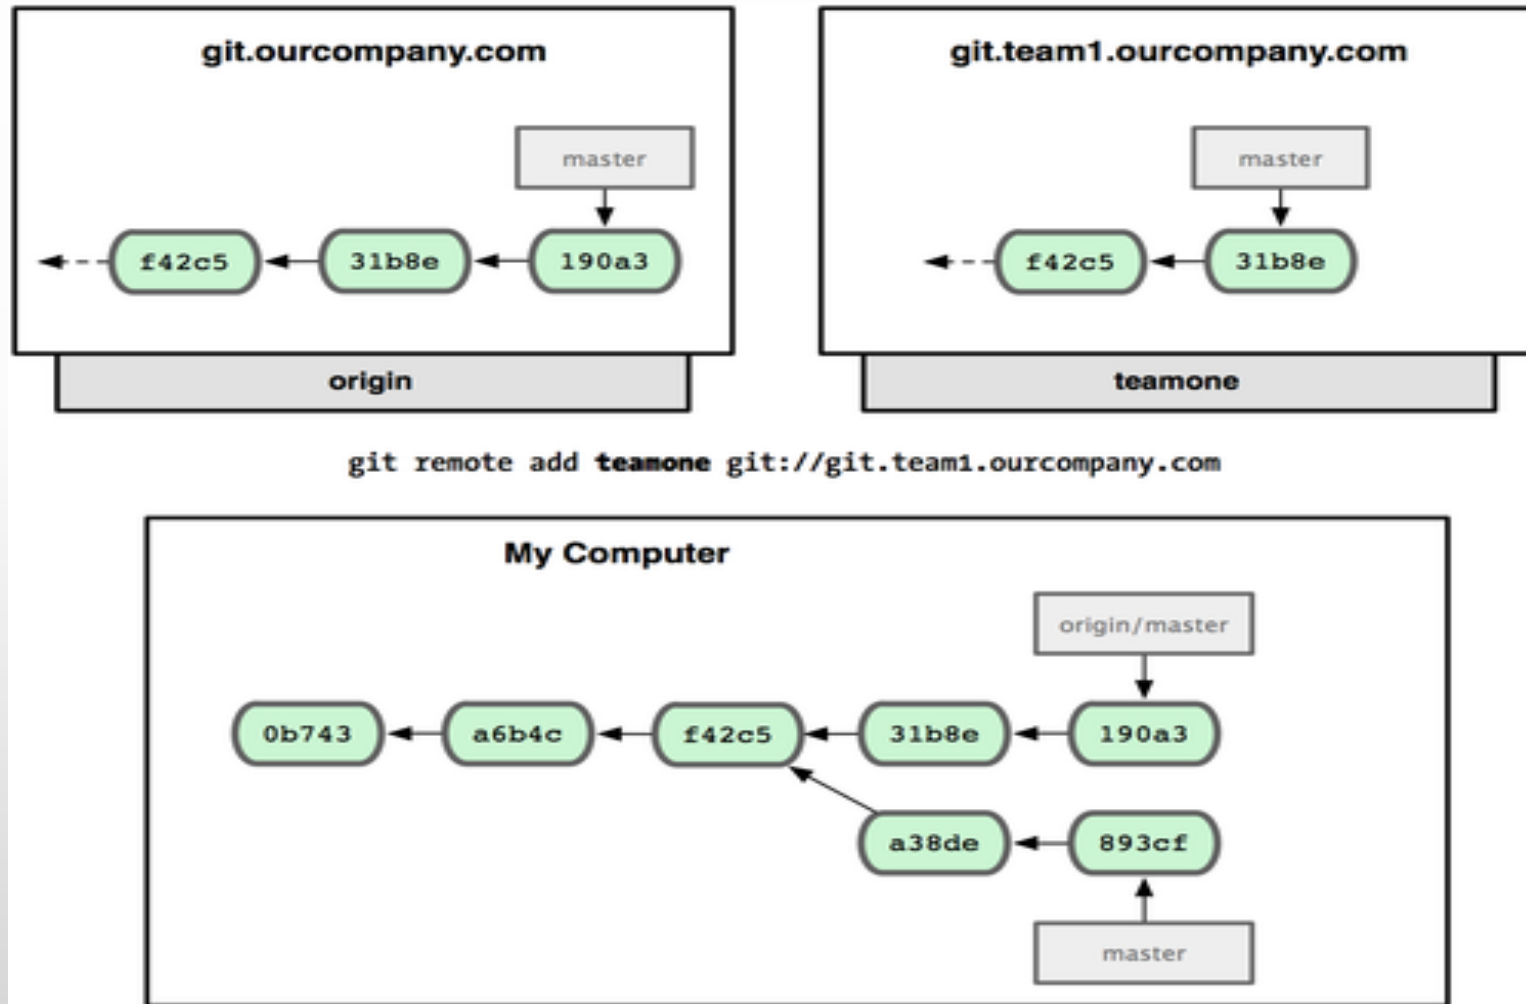 git.ourcompany.com
master
f42c5 31b8e 190a3
origin
git.team1.ourcompany.com
master
f42c5 31b8e
teamone
git remote add teamone git://git.team1.ourcompany.com
My Computer
origin/master
0b743 a6b4c f42c5 31b8e 190a3
a38de 893cf
master